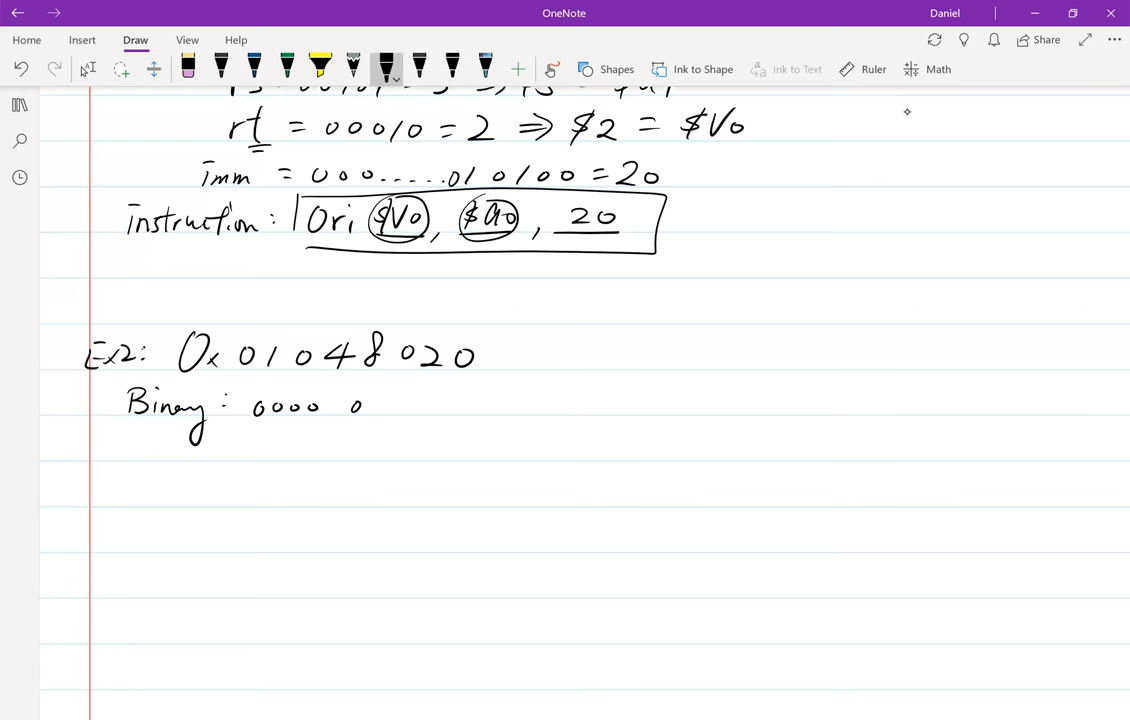 OneNote
Daniel
Home Insert Draw View Help
Share
Shapes Ink to Shape Ink to Text Ruler Math
rt = 00010 = 2 ⇒ $2 = $V0
imm = 000......010100 = 20
instruction: Ori $V0, $a0, 20
Ex2: 0x01048020
Binary: 0000 0